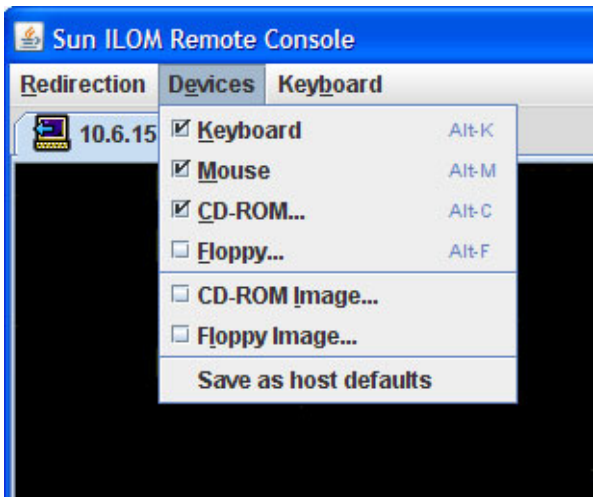 Sun ILOM Remote Console
Redirection Devices Keyboard
10.6.15
Keyboard Alt-K
Mouse Alt-M
CD-ROM... Alt-C
Floppy... Alt-F
CD-ROM Image...
Floppy Image...
Save as host defaults